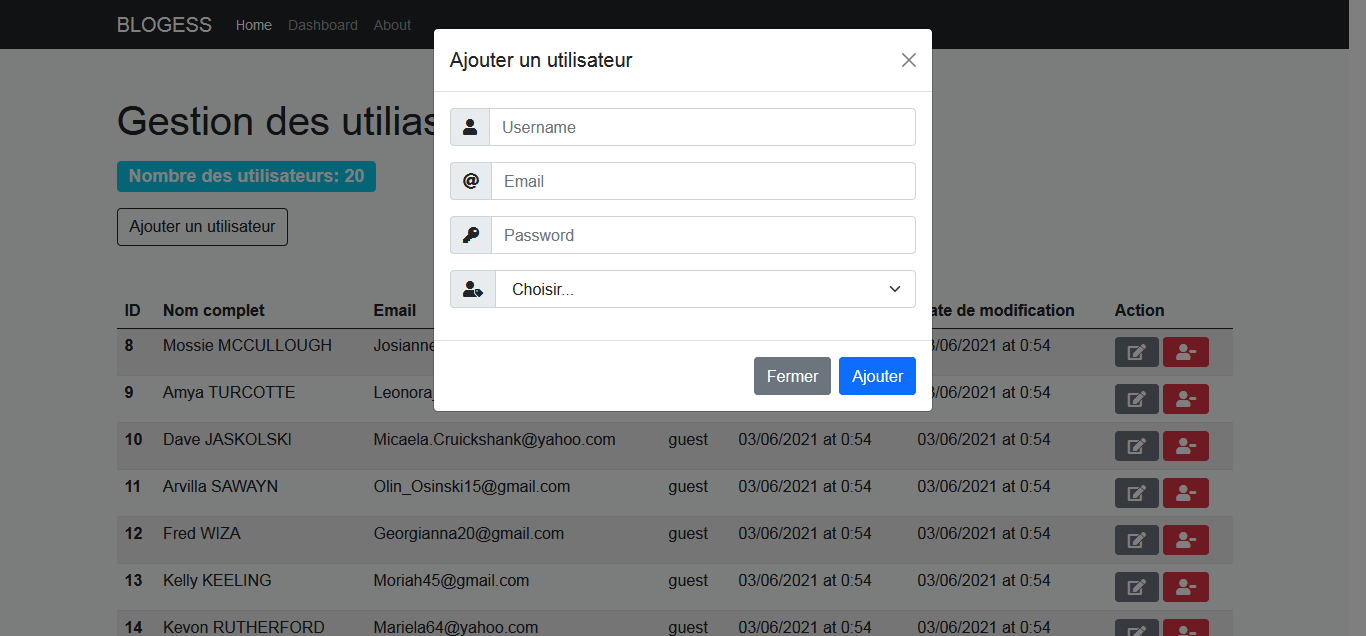 BLOGESS Home Dashboard About
Ajouter un utilisateur
Username
Gestion des utilias
Nombre des utilisateurs: 20
Email
Ajouter un utilisateur
Password
Choisir...
ID Nom complet Email ate de modification Action
8 Mossie MCCULLOUGH Josianne 3/06/2021 at 0:54
Fermer Ajouter
9 Amya TURCOTTE Leonora_ 3/06/2021 at 0:54
10 Dave JASKOLSKI Micaela.Cruickshank@yahoo.com guest 03/06/2021 at 0:54 03/06/2021 at 0:54
11 Arvilla SAWAYN Olin_Osinski15@gmail.com guest 03/06/2021 at 0:54 03/06/2021 at 0:54
12 Fred WIZA Georgianna20@gmail.com guest 03/06/2021 at 0:54 03/06/2021 at 0:54
13 Kelly KEELING Moriah45@gmail.com guest 03/06/2021 at 0:54 03/06/2021 at 0:54
14 Kevon RUTHERFORD Mariela64@yahoo.com guest 03/06/2021 at 0:54 03/06/2021 at 0:54